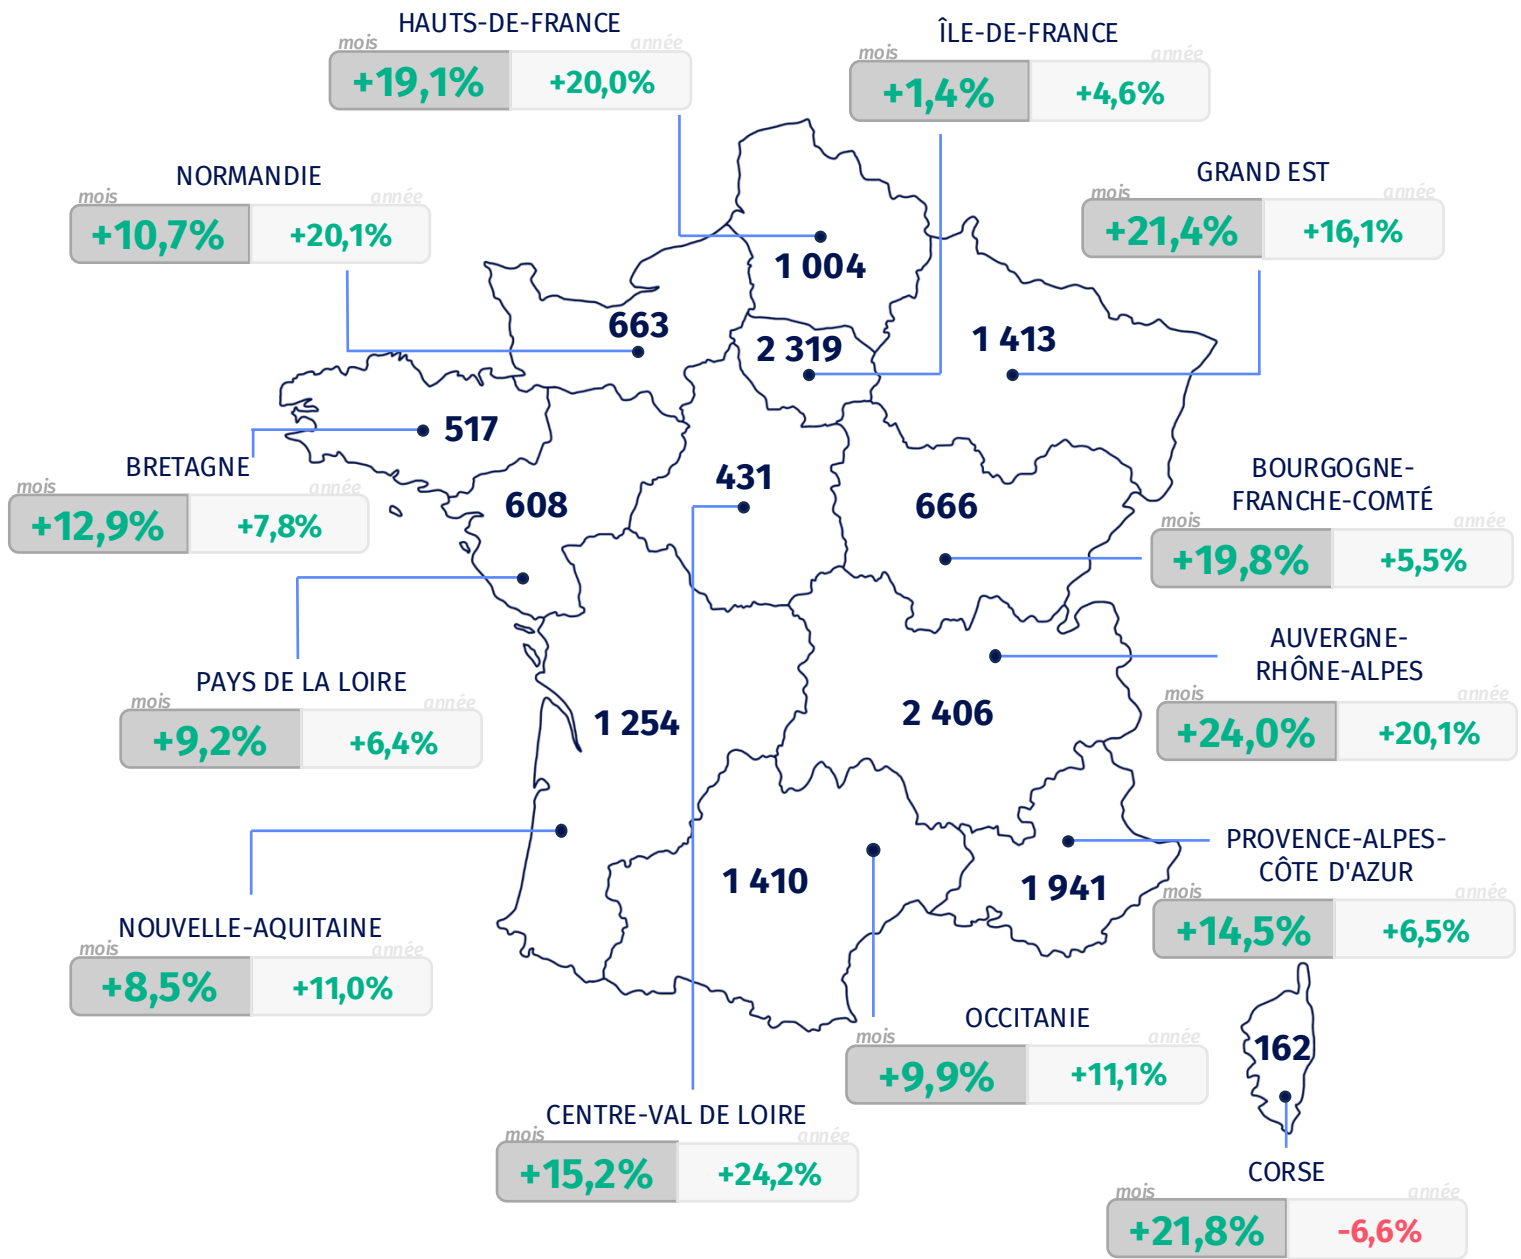 HAUTS-DE-FRANCE
mois année
+19,1% +20,0%
ÎLE-DE-FRANCE
mois année
+1,4% +4,6%
NORMANDIE
mois année
+10,7% +20,1%
GRAND EST
mois année
+21,4% +16,1%
1 004
663
2 319
1 413
517
431
608
666
BRETAGNE
mois année
+12,9% +7,8%
BOURGOGNE-
FRANCHE-COMTÉ
mois année
+19,8% +5,5%
PAYS DE LA LOIRE
mois année
+9,2% +6,4%
AUVERGNE-
RHÔNE-ALPES
mois année
+24,0% +20,1%
1 254
2 406
1 410
1 941
PROVENCE-ALPES-
CÔTE D'AZUR
mois année
+14,5% +6,5%
NOUVELLE-AQUITAINE
mois année
+8,5% +11,0%
OCCITANIE
mois année
+9,9% +11,1%
162
CENTRE-VAL DE LOIRE
mois année
+15,2% +24,2%
CORSE
mois année
+21,8% -6,6%